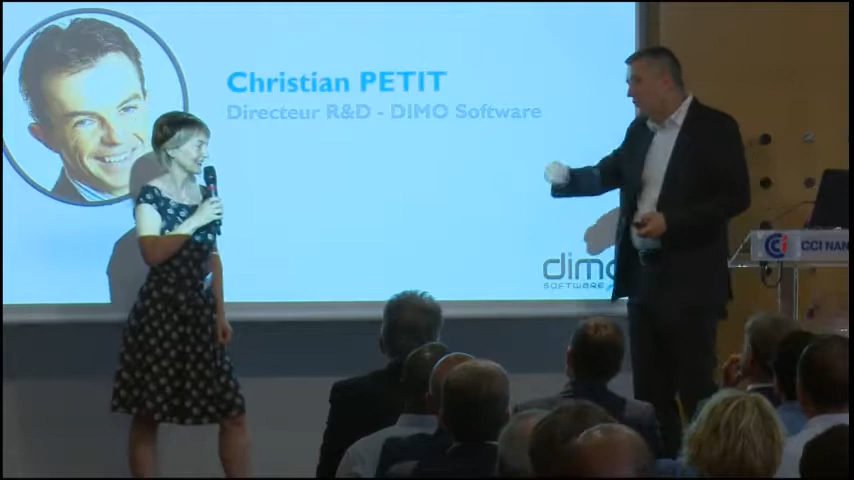 Christian PETIT
Directeur R&D - DIMO Software
dimo
SOFTWARE
CCI NAN